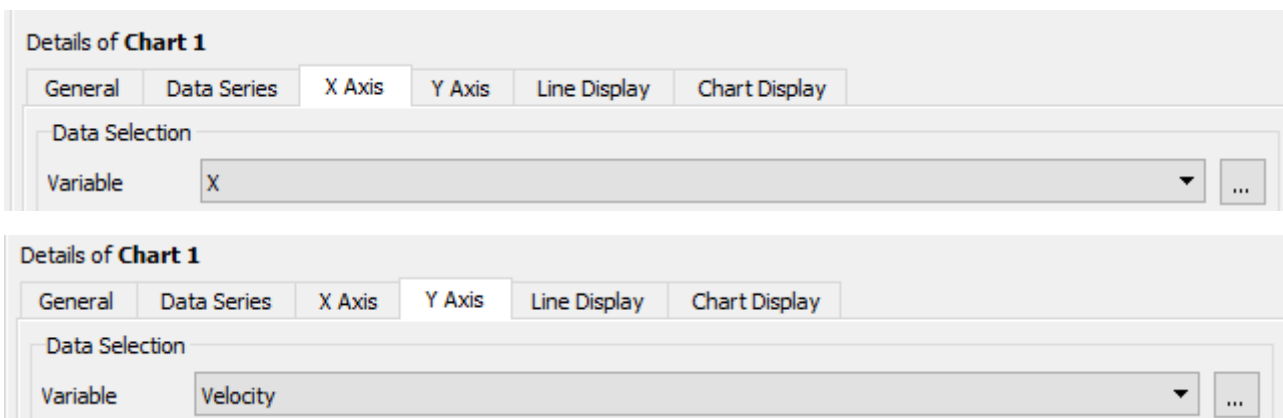 Details of Chart 1
General Data Series X Axis Y Axis Line Display Chart Display
Data Selection
Variable X ...
Details of Chart 1
General Data Series X Axis Y Axis Line Display Chart Display
Data Selection
Variable Velocity ...